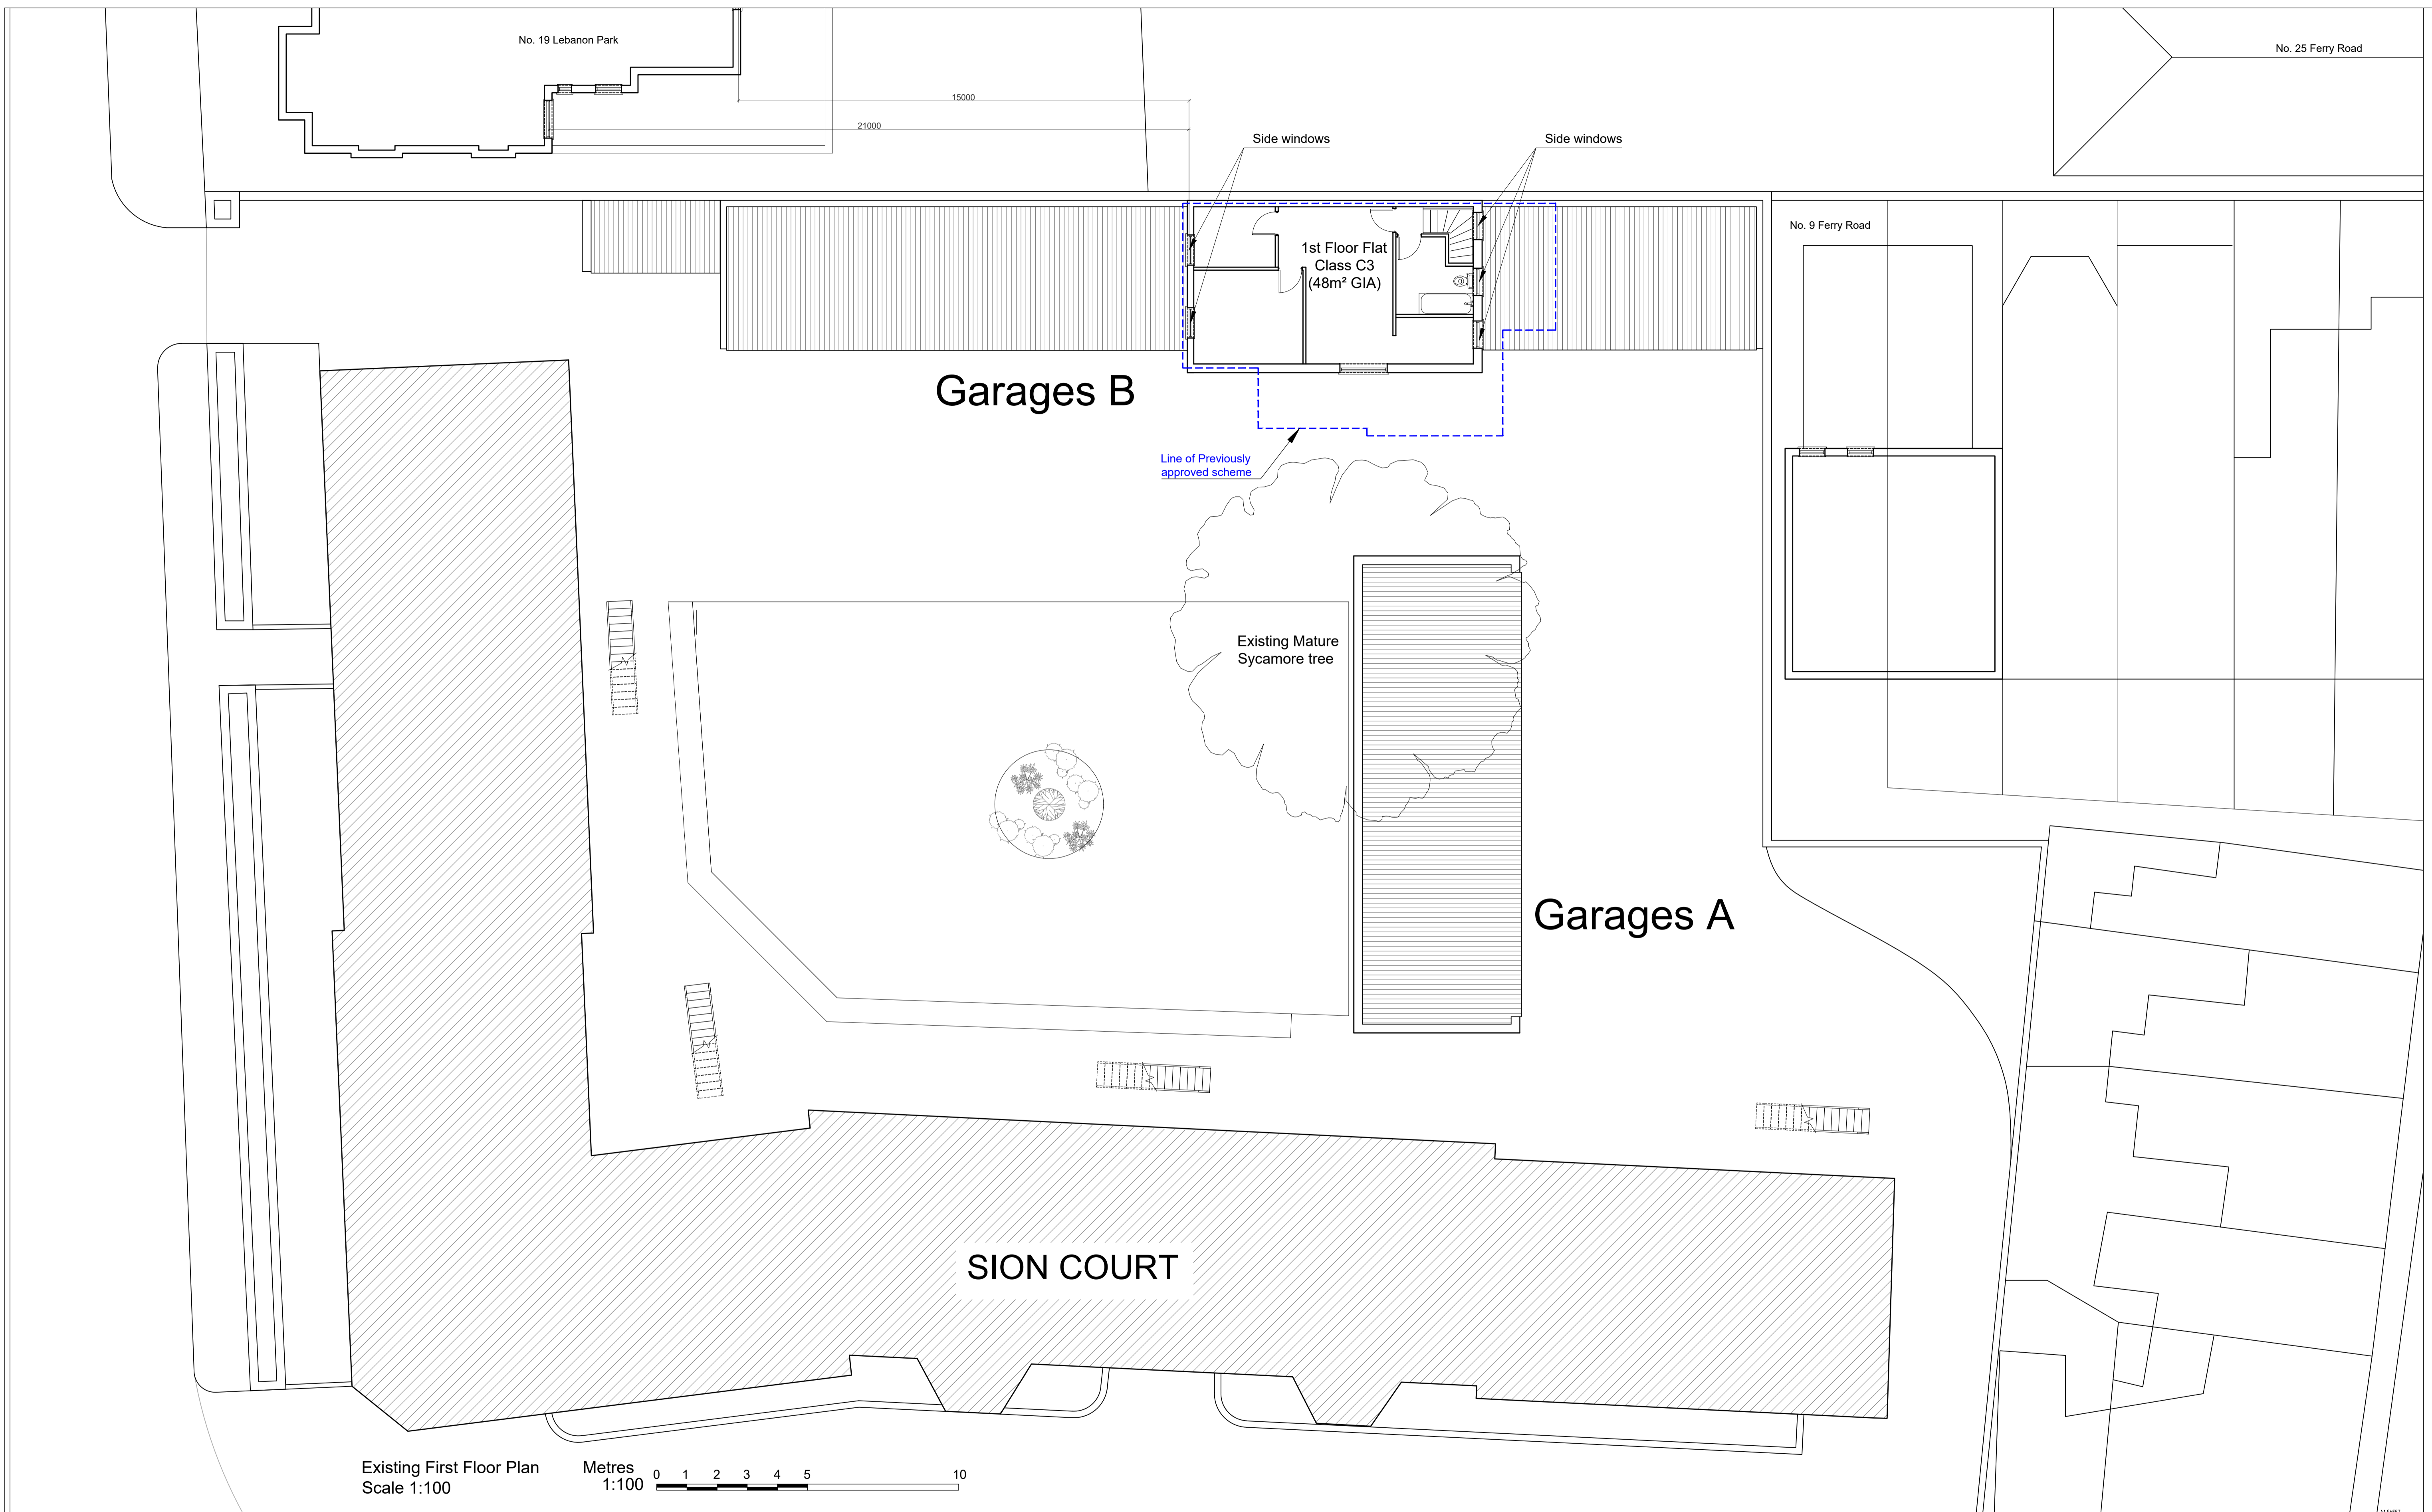 No. 19 Lebanon Park
No. 25 Ferry Road
15000
21000
Side windows
Side windows
No. 9 Ferry Road
1st Floor Flat
Class C3
(48m² GIA)
Garages B
Line of Previously
approved scheme
Existing Mature
Sycamore tree
Garages A
SION COURT
Existing First Floor Plan
Scale 1:100
Metres
1:100
0 1 2 3 4 5 10